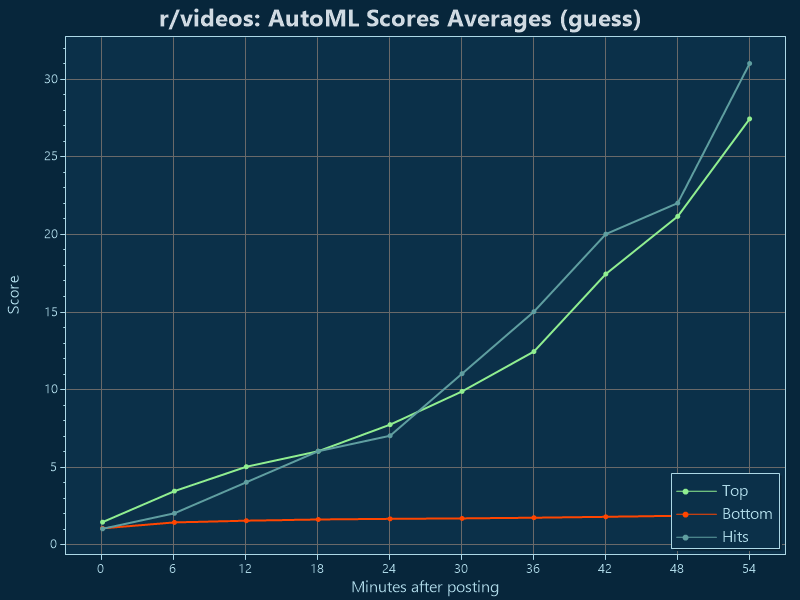 r/videos: AutoML Scores Averages (guess)
30
25
20
15
10
5
0
Score
0 6 12 18 24 30 36 42 48 54
Minutes after posting
Top
Bottom
Hits